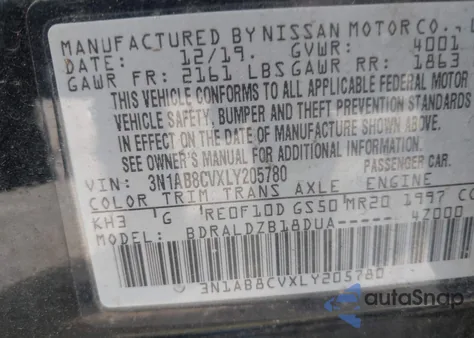 MANUFACTURED BY NISSAN MOTOR CO.,
DATE: 12/19. GVWR: 4001
GAWR FR: 2161 LBSGAWR RR: 1863
THIS VEHICLE CONFORMS TO ALL APPLICABLE FEDERAL MOTOR
VEHICLE SAFETY, BUMPER AND THEFT PREVENTION STANDARDS
IN EFFECT ON THE DATE OF MANUFACTURE SHOWN ABOVE.
SEE OWNER'S MANUAL FOR ADDITIONAL INFORMATION.
VIN: 3N1AB8CVXLY205780 PASSENGER CAR.
COLOR TRIM TRANS AXLE ENGINE
KH3 'G RE0F10D GS50 MR20 1997 CC
MODEL: BDRALDZB18DUA----- 4Z000
3N1AB8CVXLY205780
autoSnap